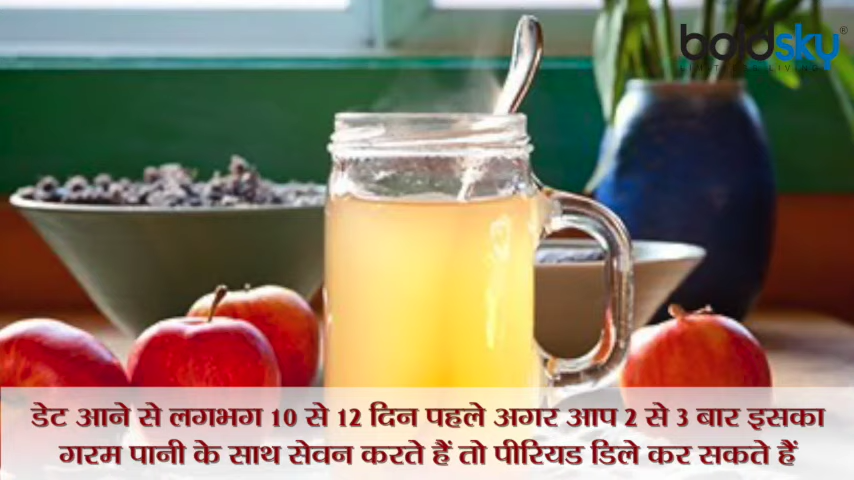 boldsky®
डेट आने से लगभग 10 से 12 दिन पहले अगर आप 2 से 3 बार इसका
गरम पानी के साथ सेवन करते हैं तो पीरियड डिले कर सकते हैं